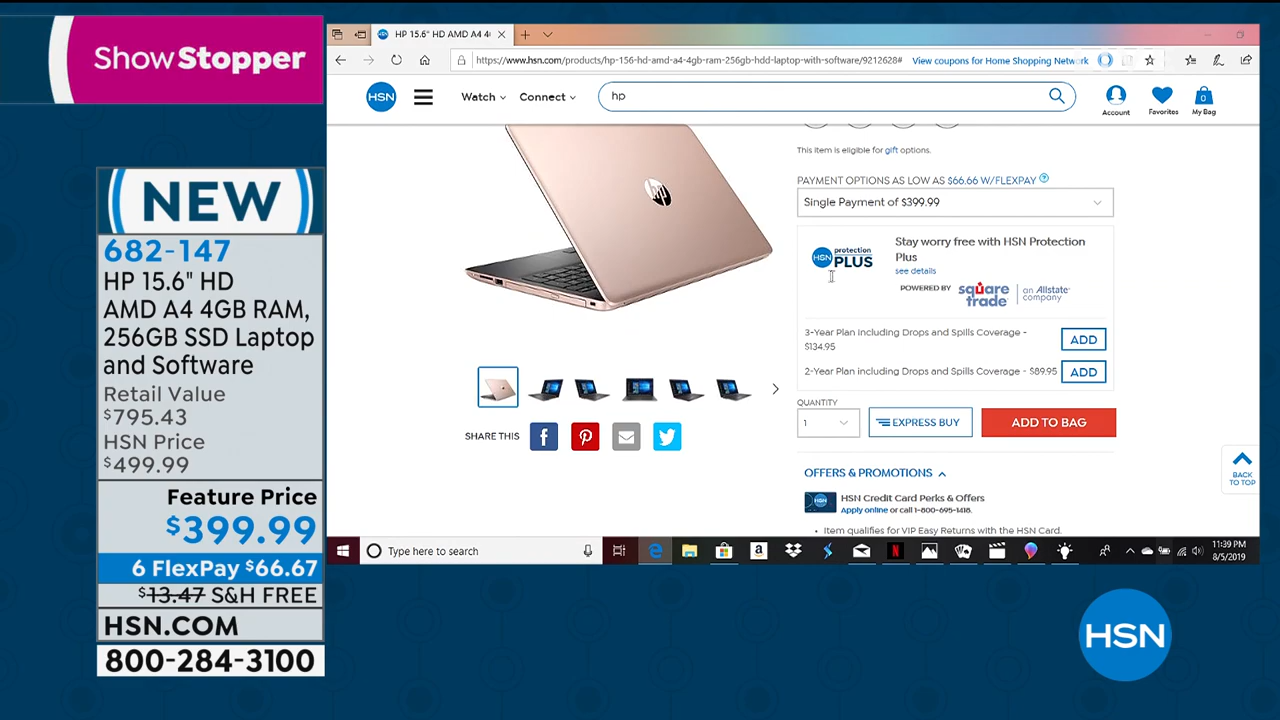 ShowStopper
NEW
682-147
HP 15.6" HD
AMD A4 4GB RAM,
256GB SSD Laptop
and Software
Retail Value
$795.43
HSN Price
$499.99
Feature Price
$399.99
6 FlexPay $66.67
$13.47 S&H FREE
HSN.COM
800-284-3100
HP 15.6" HD AMD A4 4
https://www.hsn.com/products/hp-156-hd-amd-a4-4gb-ram-256gb-hdd-laptop-with-software/9212628#
View coupons for Home Shopping Network
HSN
Watch
Connect
hp
Account
Favorites
0
My Bag
hp
This item is eligible for gift options.
PAYMENT OPTIONS AS LOW AS $66.66 W/FLEXPAY ?
Single Payment of $399.99
HSN protection PLUS
Stay worry free with HSN Protection
Plus
see details
POWERED BY square trade | an Allstate company
3-Year Plan including Drops and Spills Coverage -
$134.95
ADD
2-Year Plan including Drops and Spills Coverage - $89.95
ADD
QUANTITY
1
EXPRESS BUY
ADD TO BAG
SHARE THIS
OFFERS & PROMOTIONS
HSN Credit Card Perks & Offers
Apply online or call 1-800-695-1418.
• Item qualifies for VIP Easy Returns with the HSN Card.
BACK
TO TOP
Type here to search
11:39 PM
8/5/2019
HSN